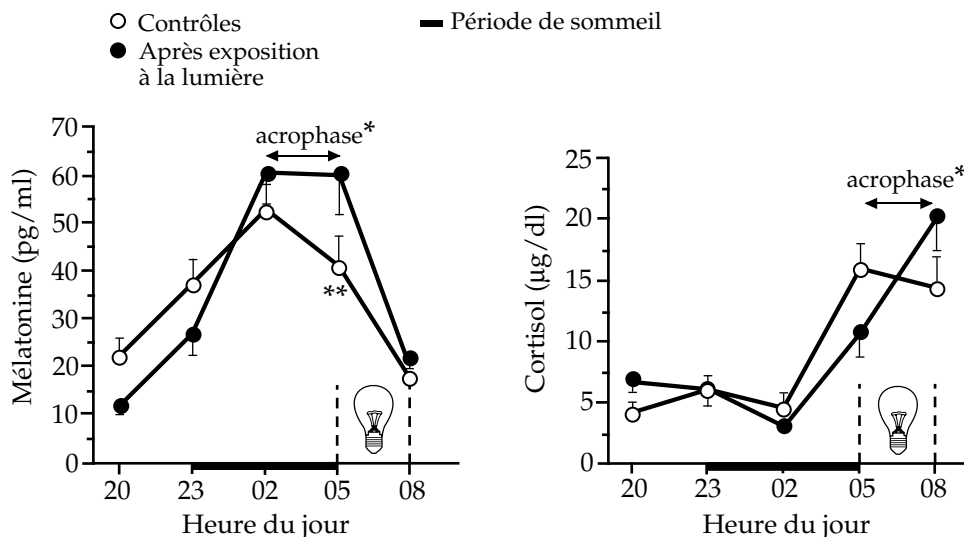 Contrôles
Période de sommeil
Après exposition
à la lumière
Mélatonine (pg/ml)
70
60
50
40
30
20
10
0
acrophase*
**
20 23 02 05 08
Heure du jour
Cortisol (µg/dl)
25
20
15
10
5
0
acrophase*
20 23 02 05 08
Heure du jour